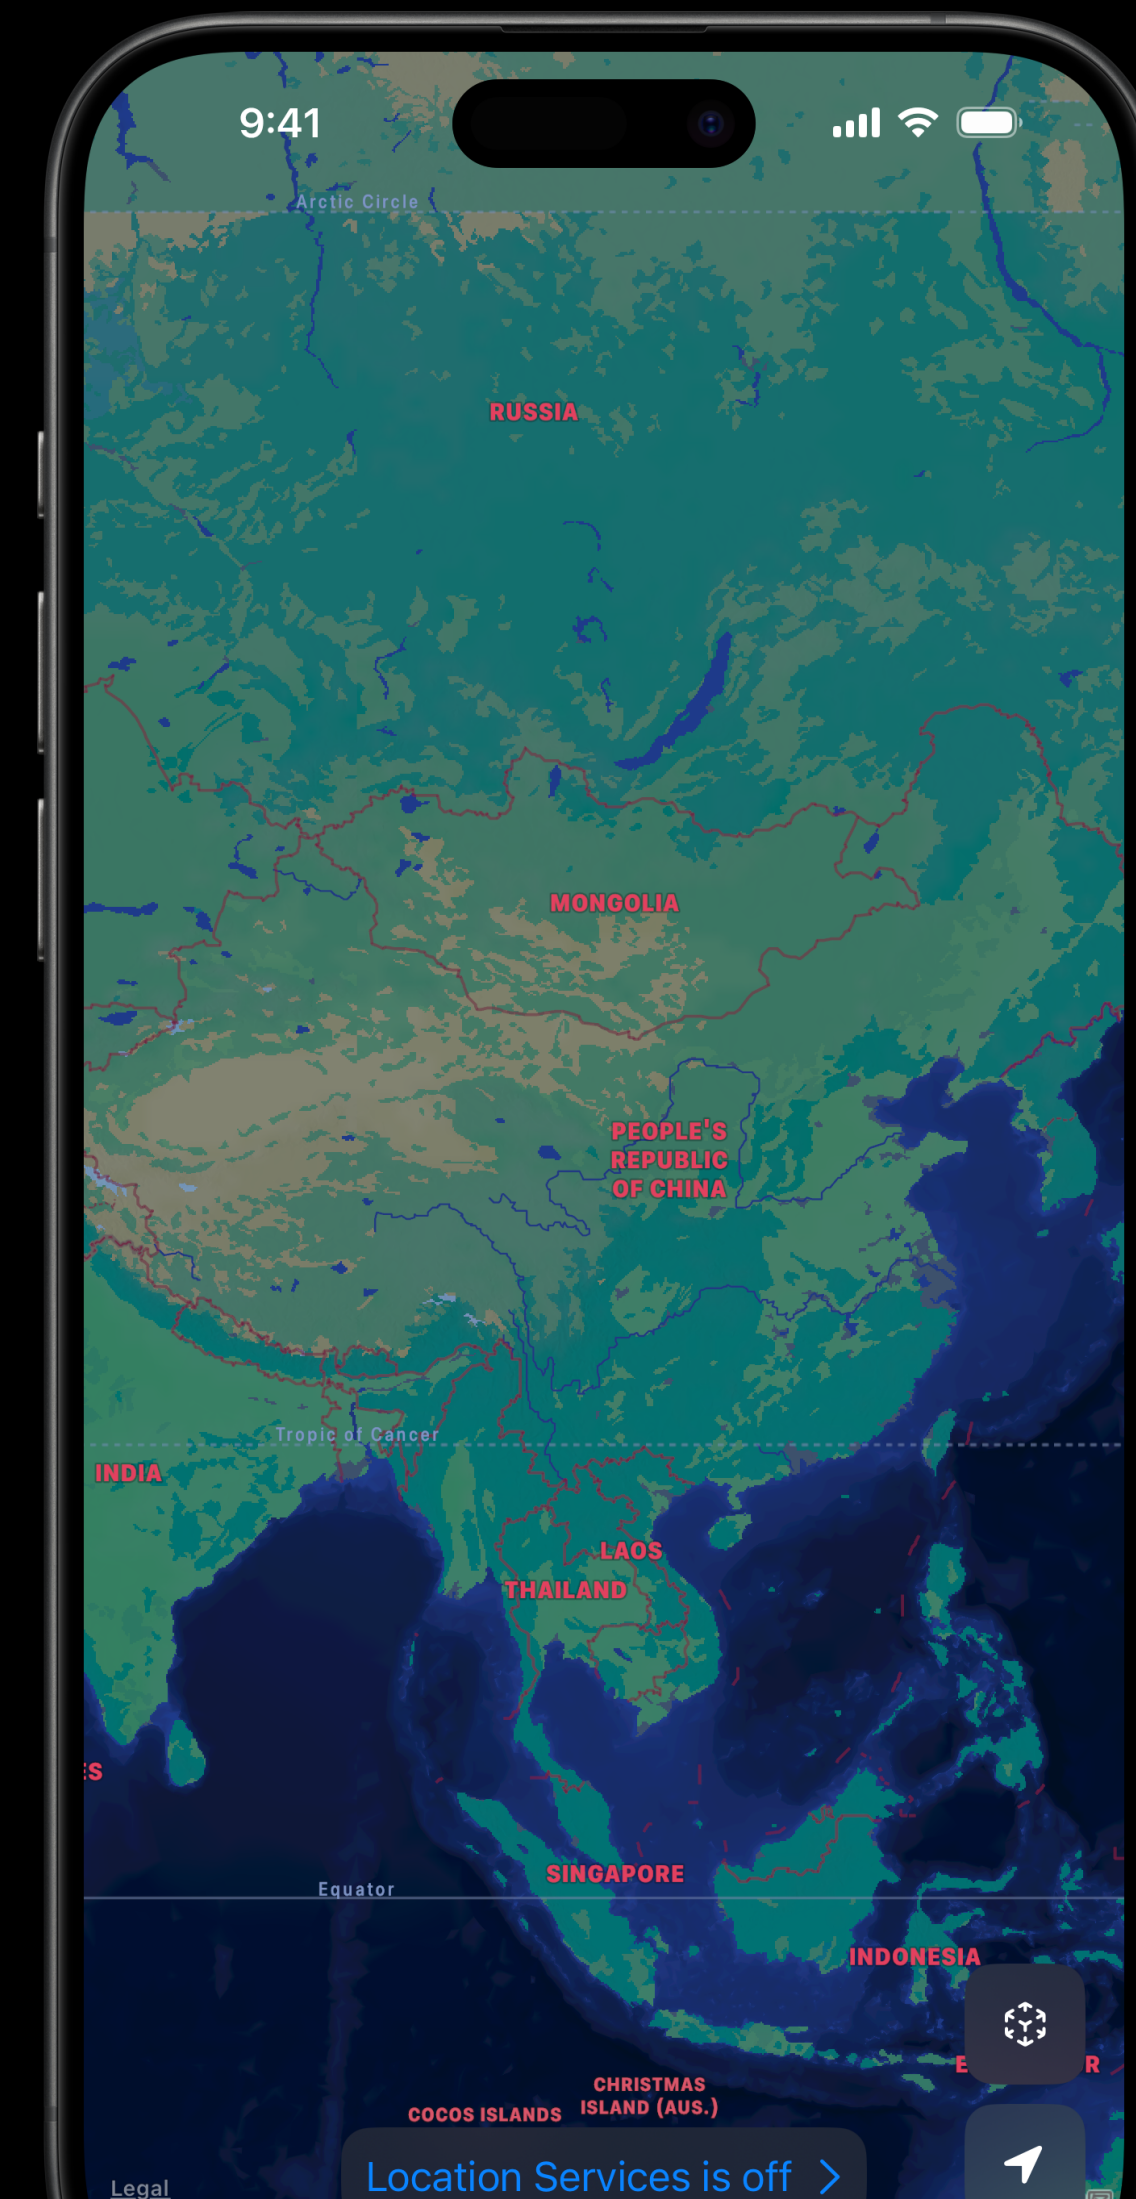 9:41
Arctic Circle
RUSSIA
MONGOLIA
PEOPLE'S
REPUBLIC
OF CHINA
Tropic of Cancer
INDIA
LAOS
THAILAND
ES
SINGAPORE
Equator
INDONESIA
E R
CHRISTMAS
ISLAND (AUS.)
COCOS ISLANDS
Location Services is off
Legal